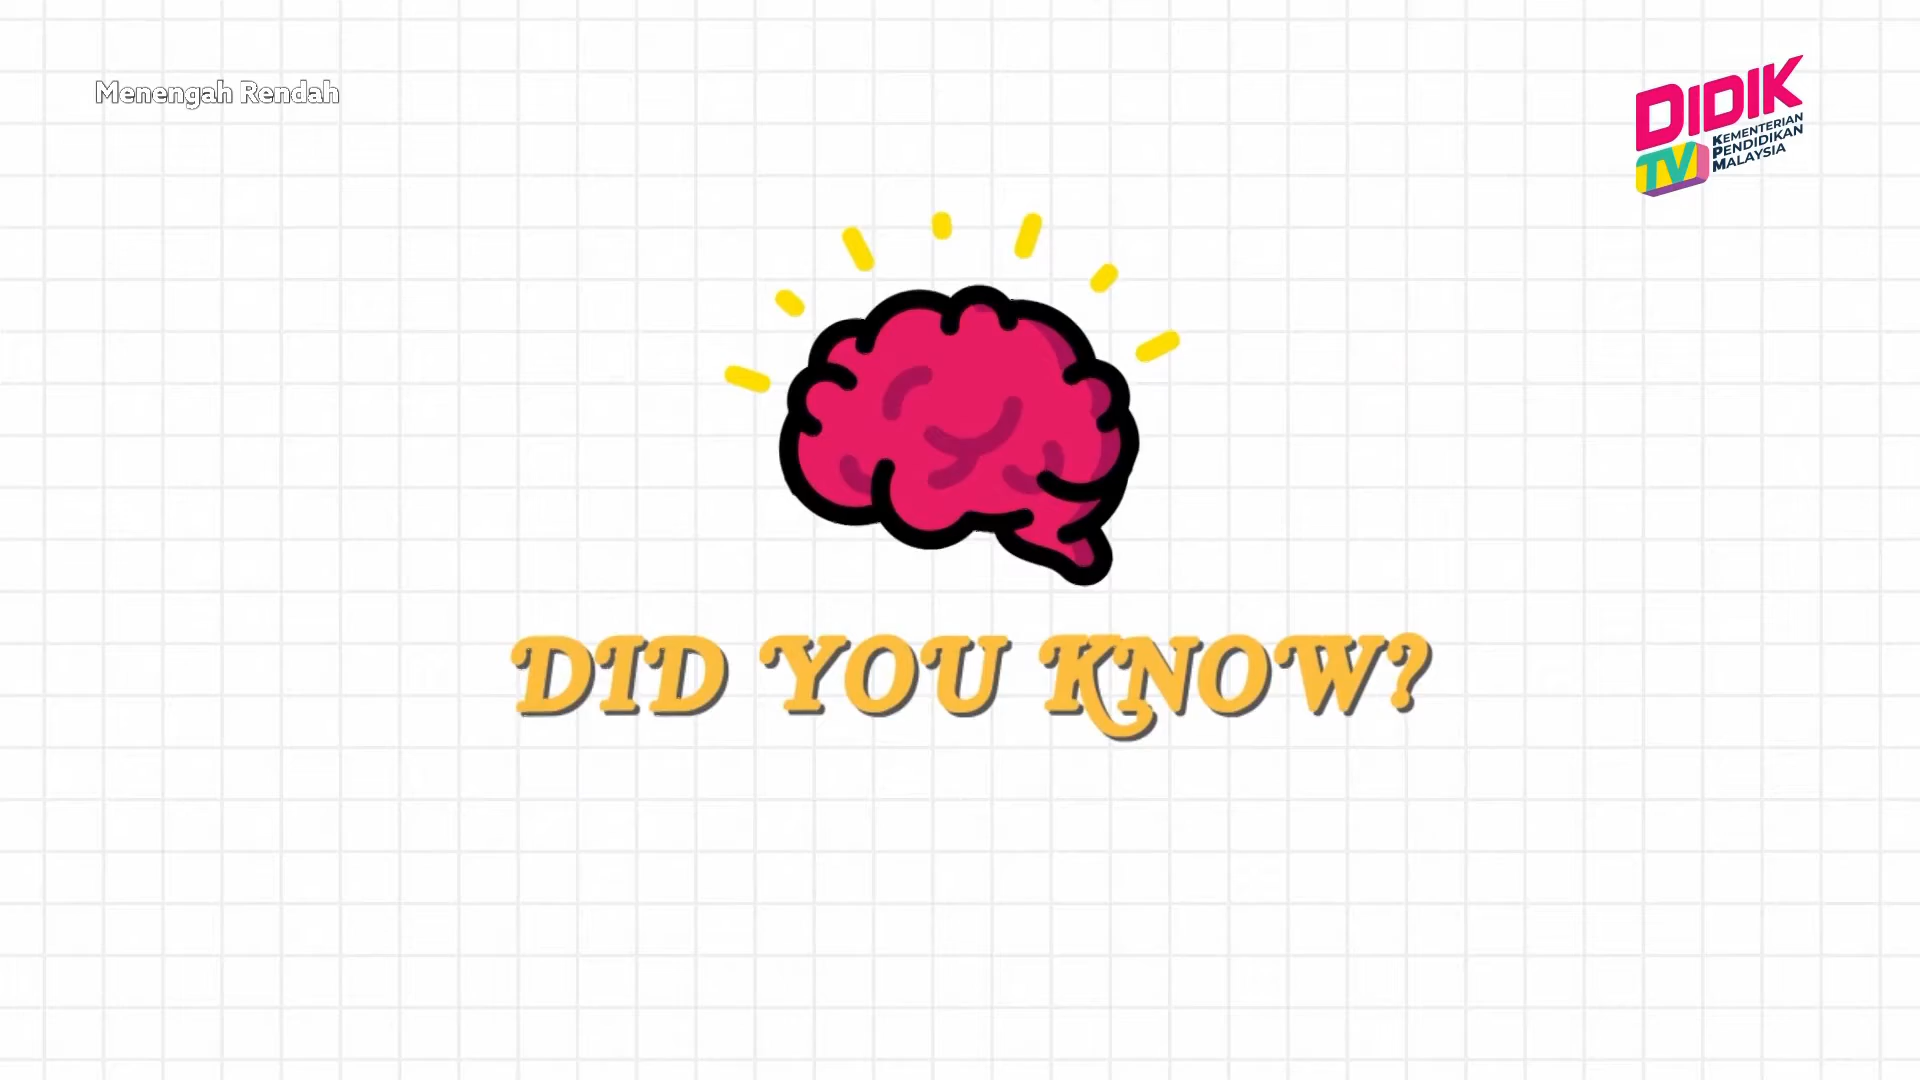 Menengah Rendah
DIDIK
TV
KEMENTERIAN
PENDIDIKAN
MALAYSIA
DID YOU KNOW?